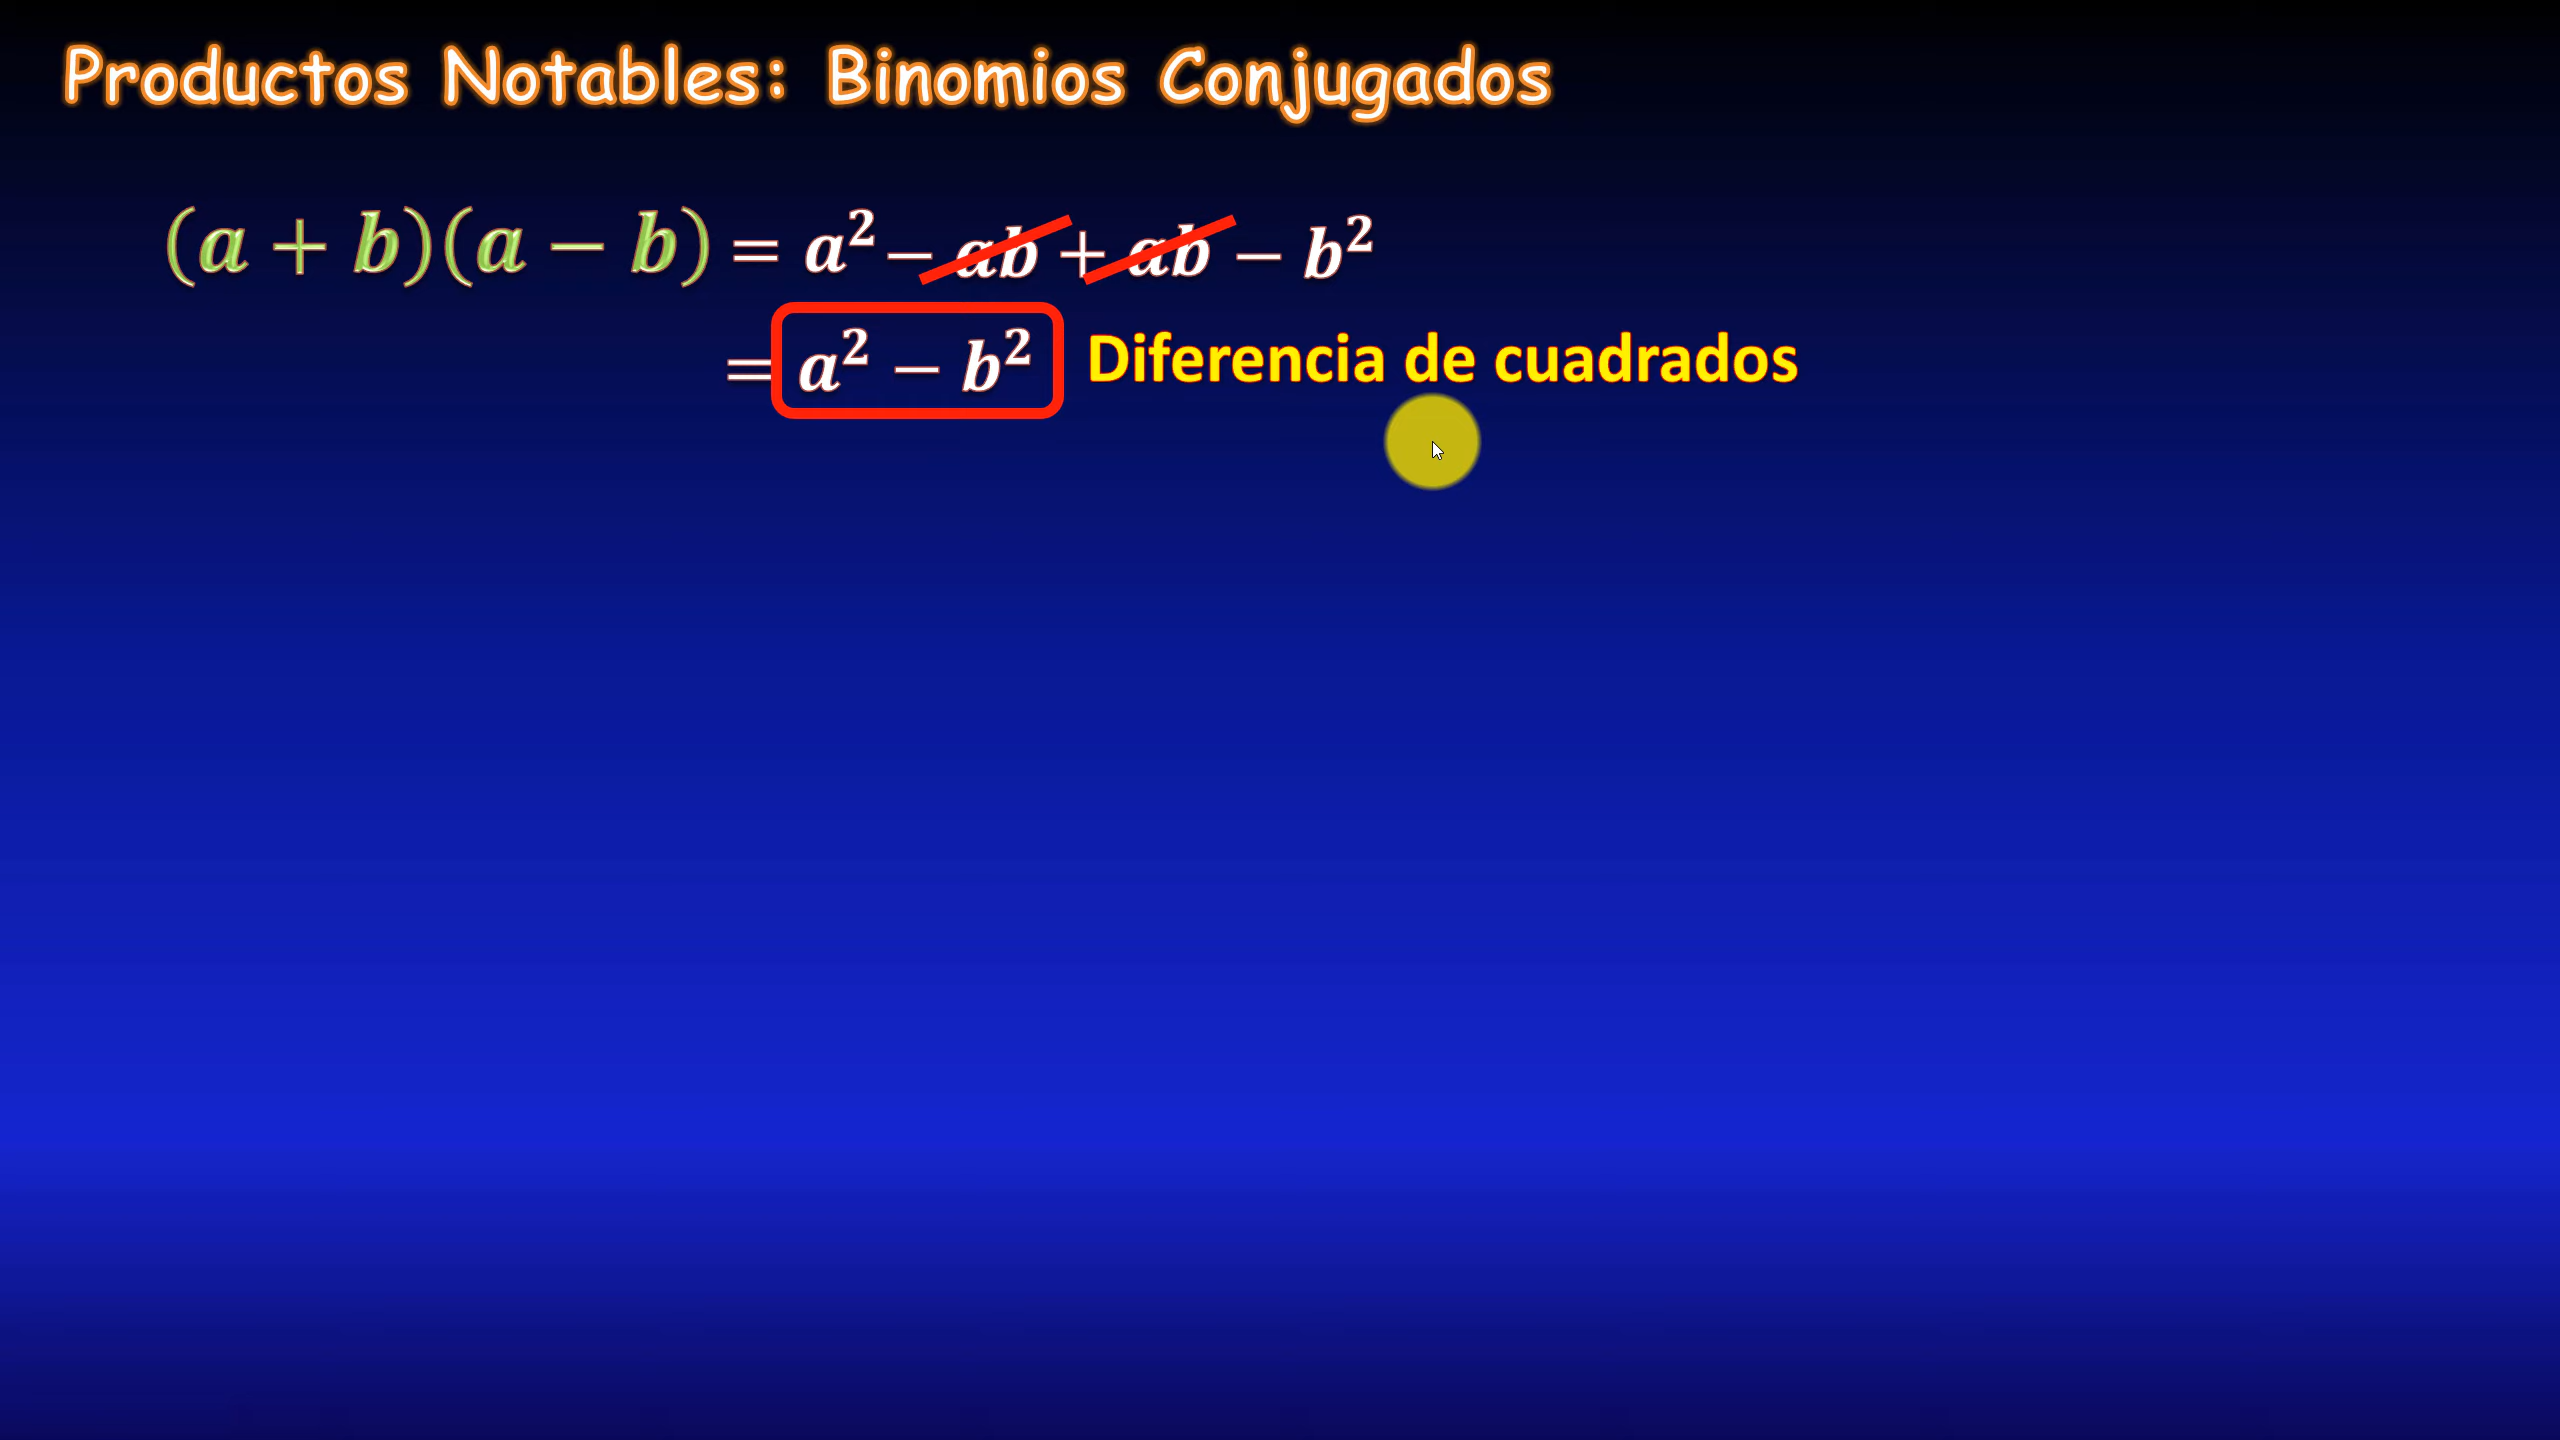 Productos Notables: Binomios Conjugados
(a + b)(a − b) = a² − ab + ab − b²
= a² − b² Diferencia de cuadrados